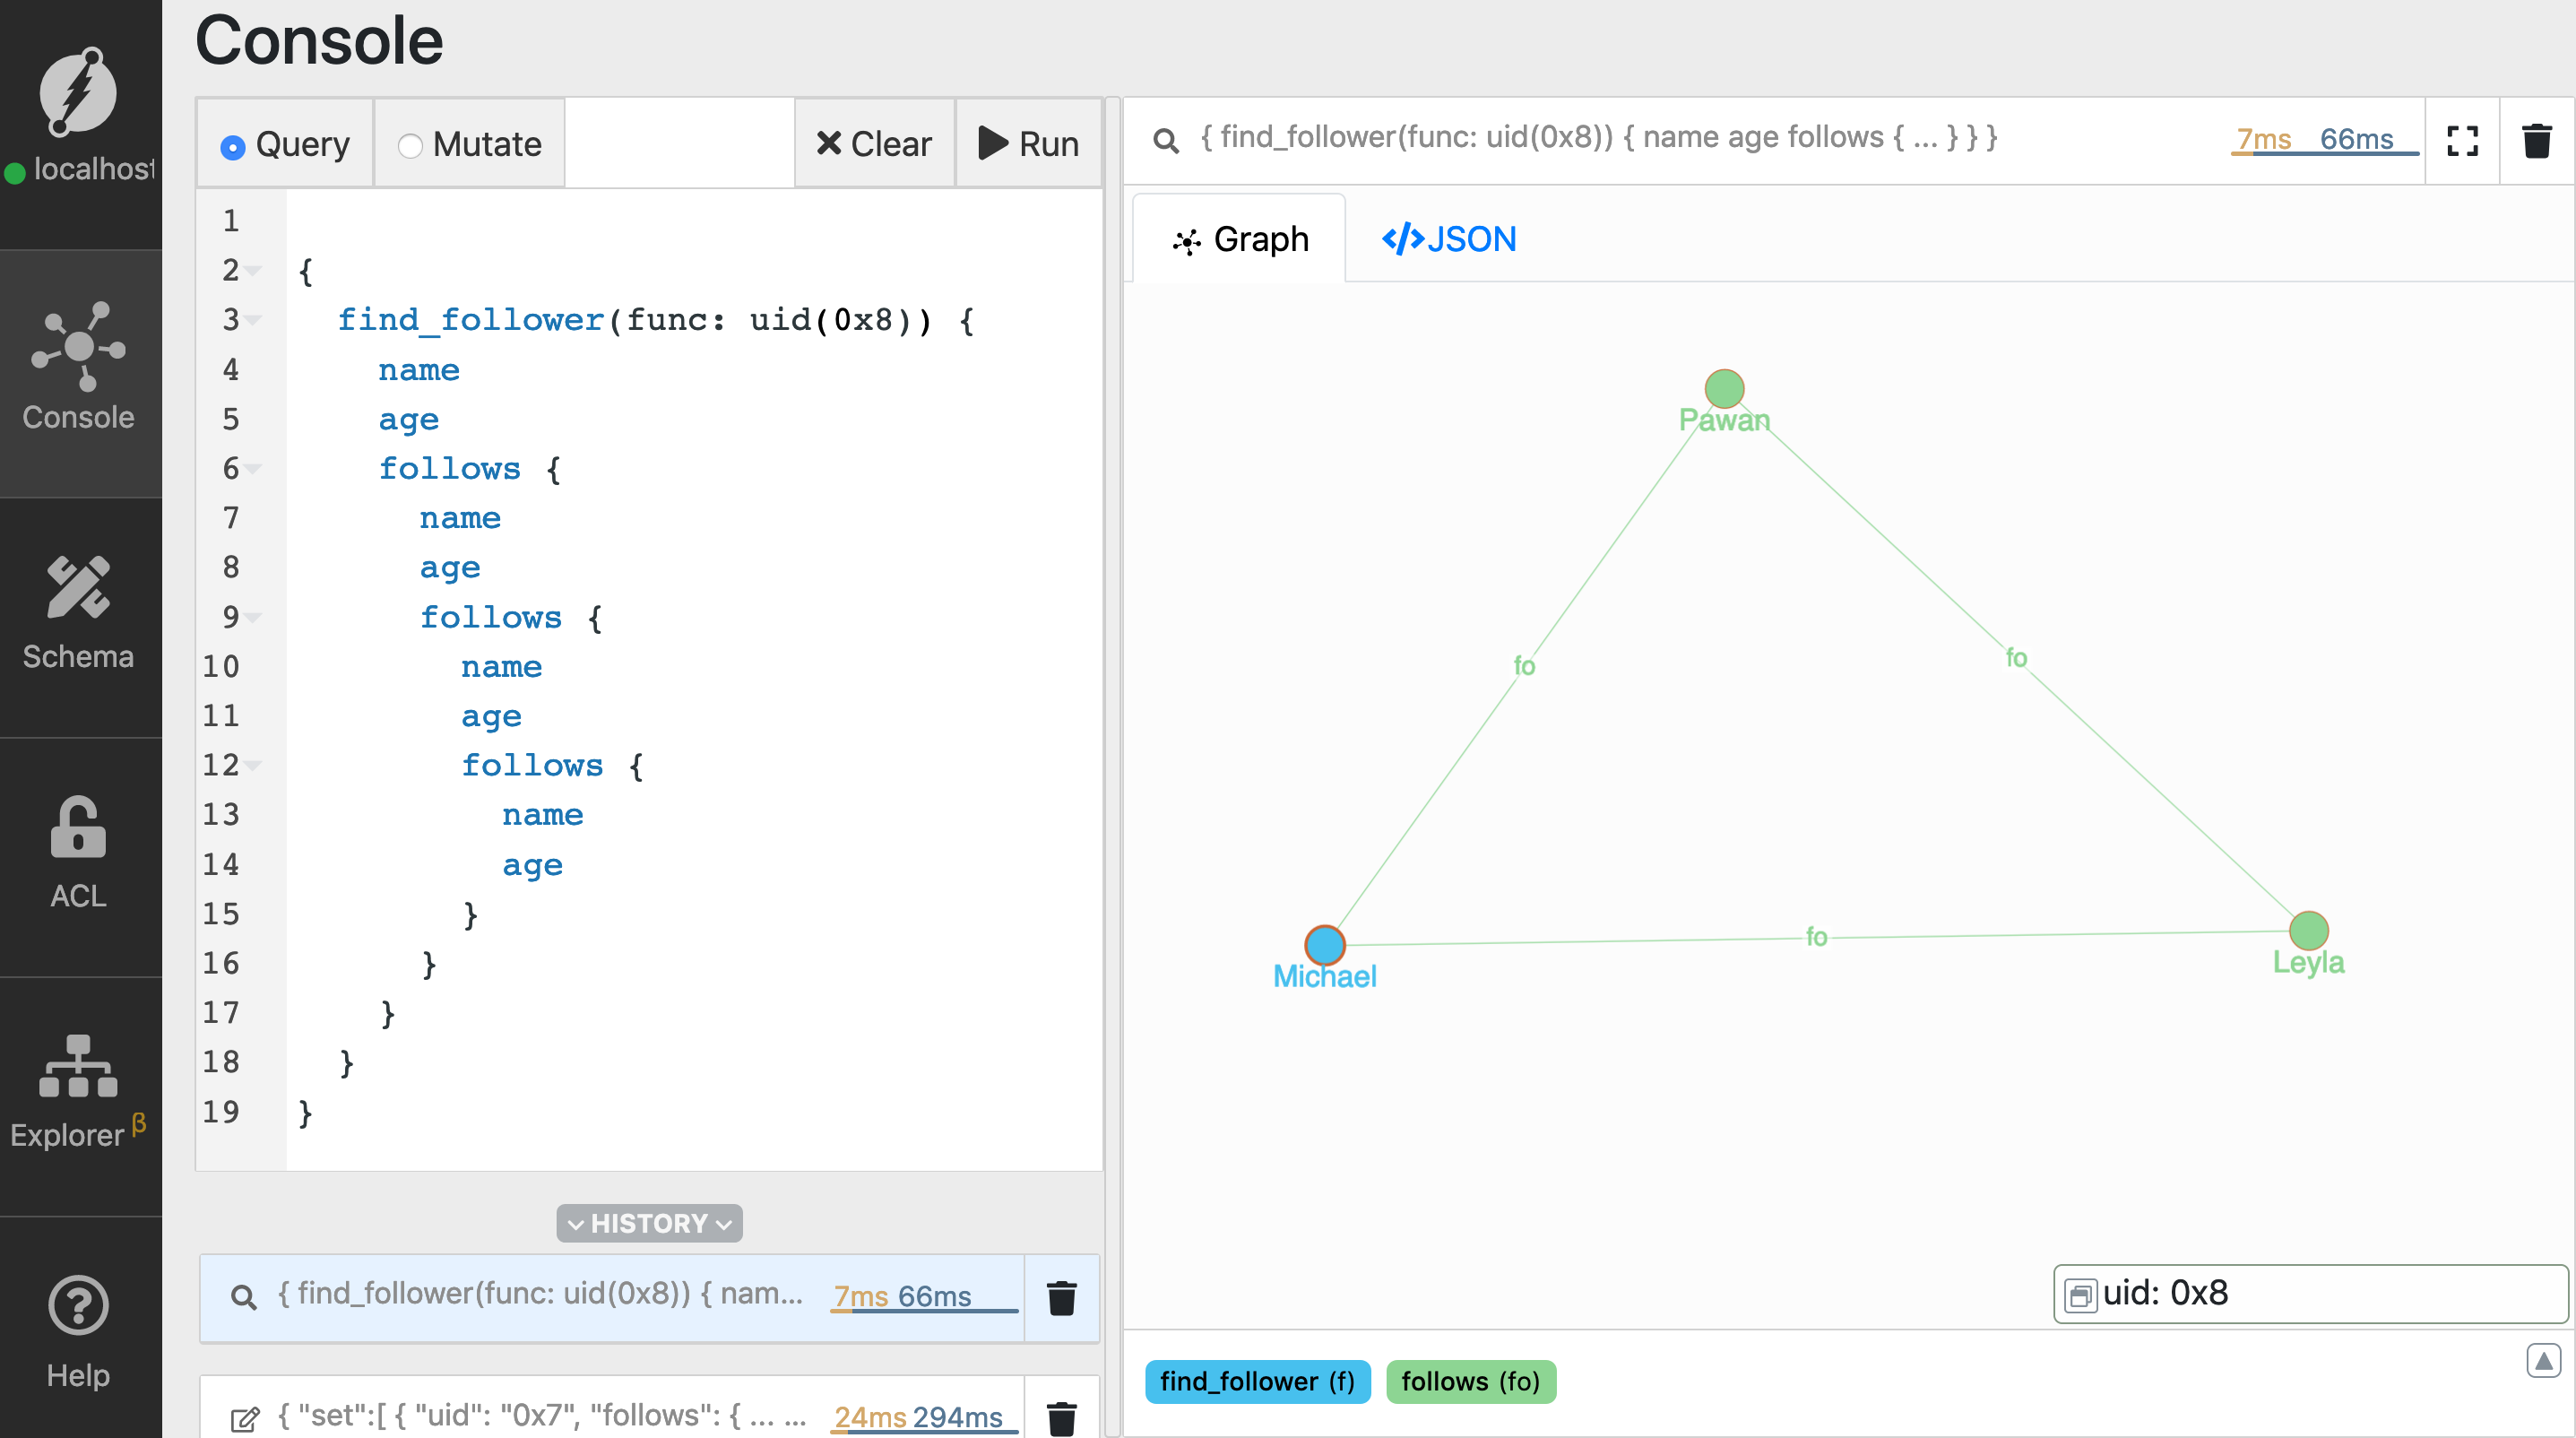 Console
localhost
Console
Schema
ACL
Explorer β
Help
Query
Mutate
Clear
Run
1
2 {
3 find_follower(func: uid(0x8)) {
4 name
5 age
6 follows {
7 name
8 age
9 follows {
10 name
11 age
12 follows {
13 name
14 age
15 }
16 }
17 }
18 }
19 }
HISTORY
{ find_follower(func: uid(0x8)) { nam... 7ms 66ms
{ "set":[ { "uid": "0x7", "follows": { ... ... 24ms 294ms
{ find_follower(func: uid(0x8)) { name age follows { ... } } } 7ms 66ms
Graph
</>JSON
Pawan
fo
fo
fo
Michael
Leyla
uid: 0x8
find_follower (f)
follows (fo)